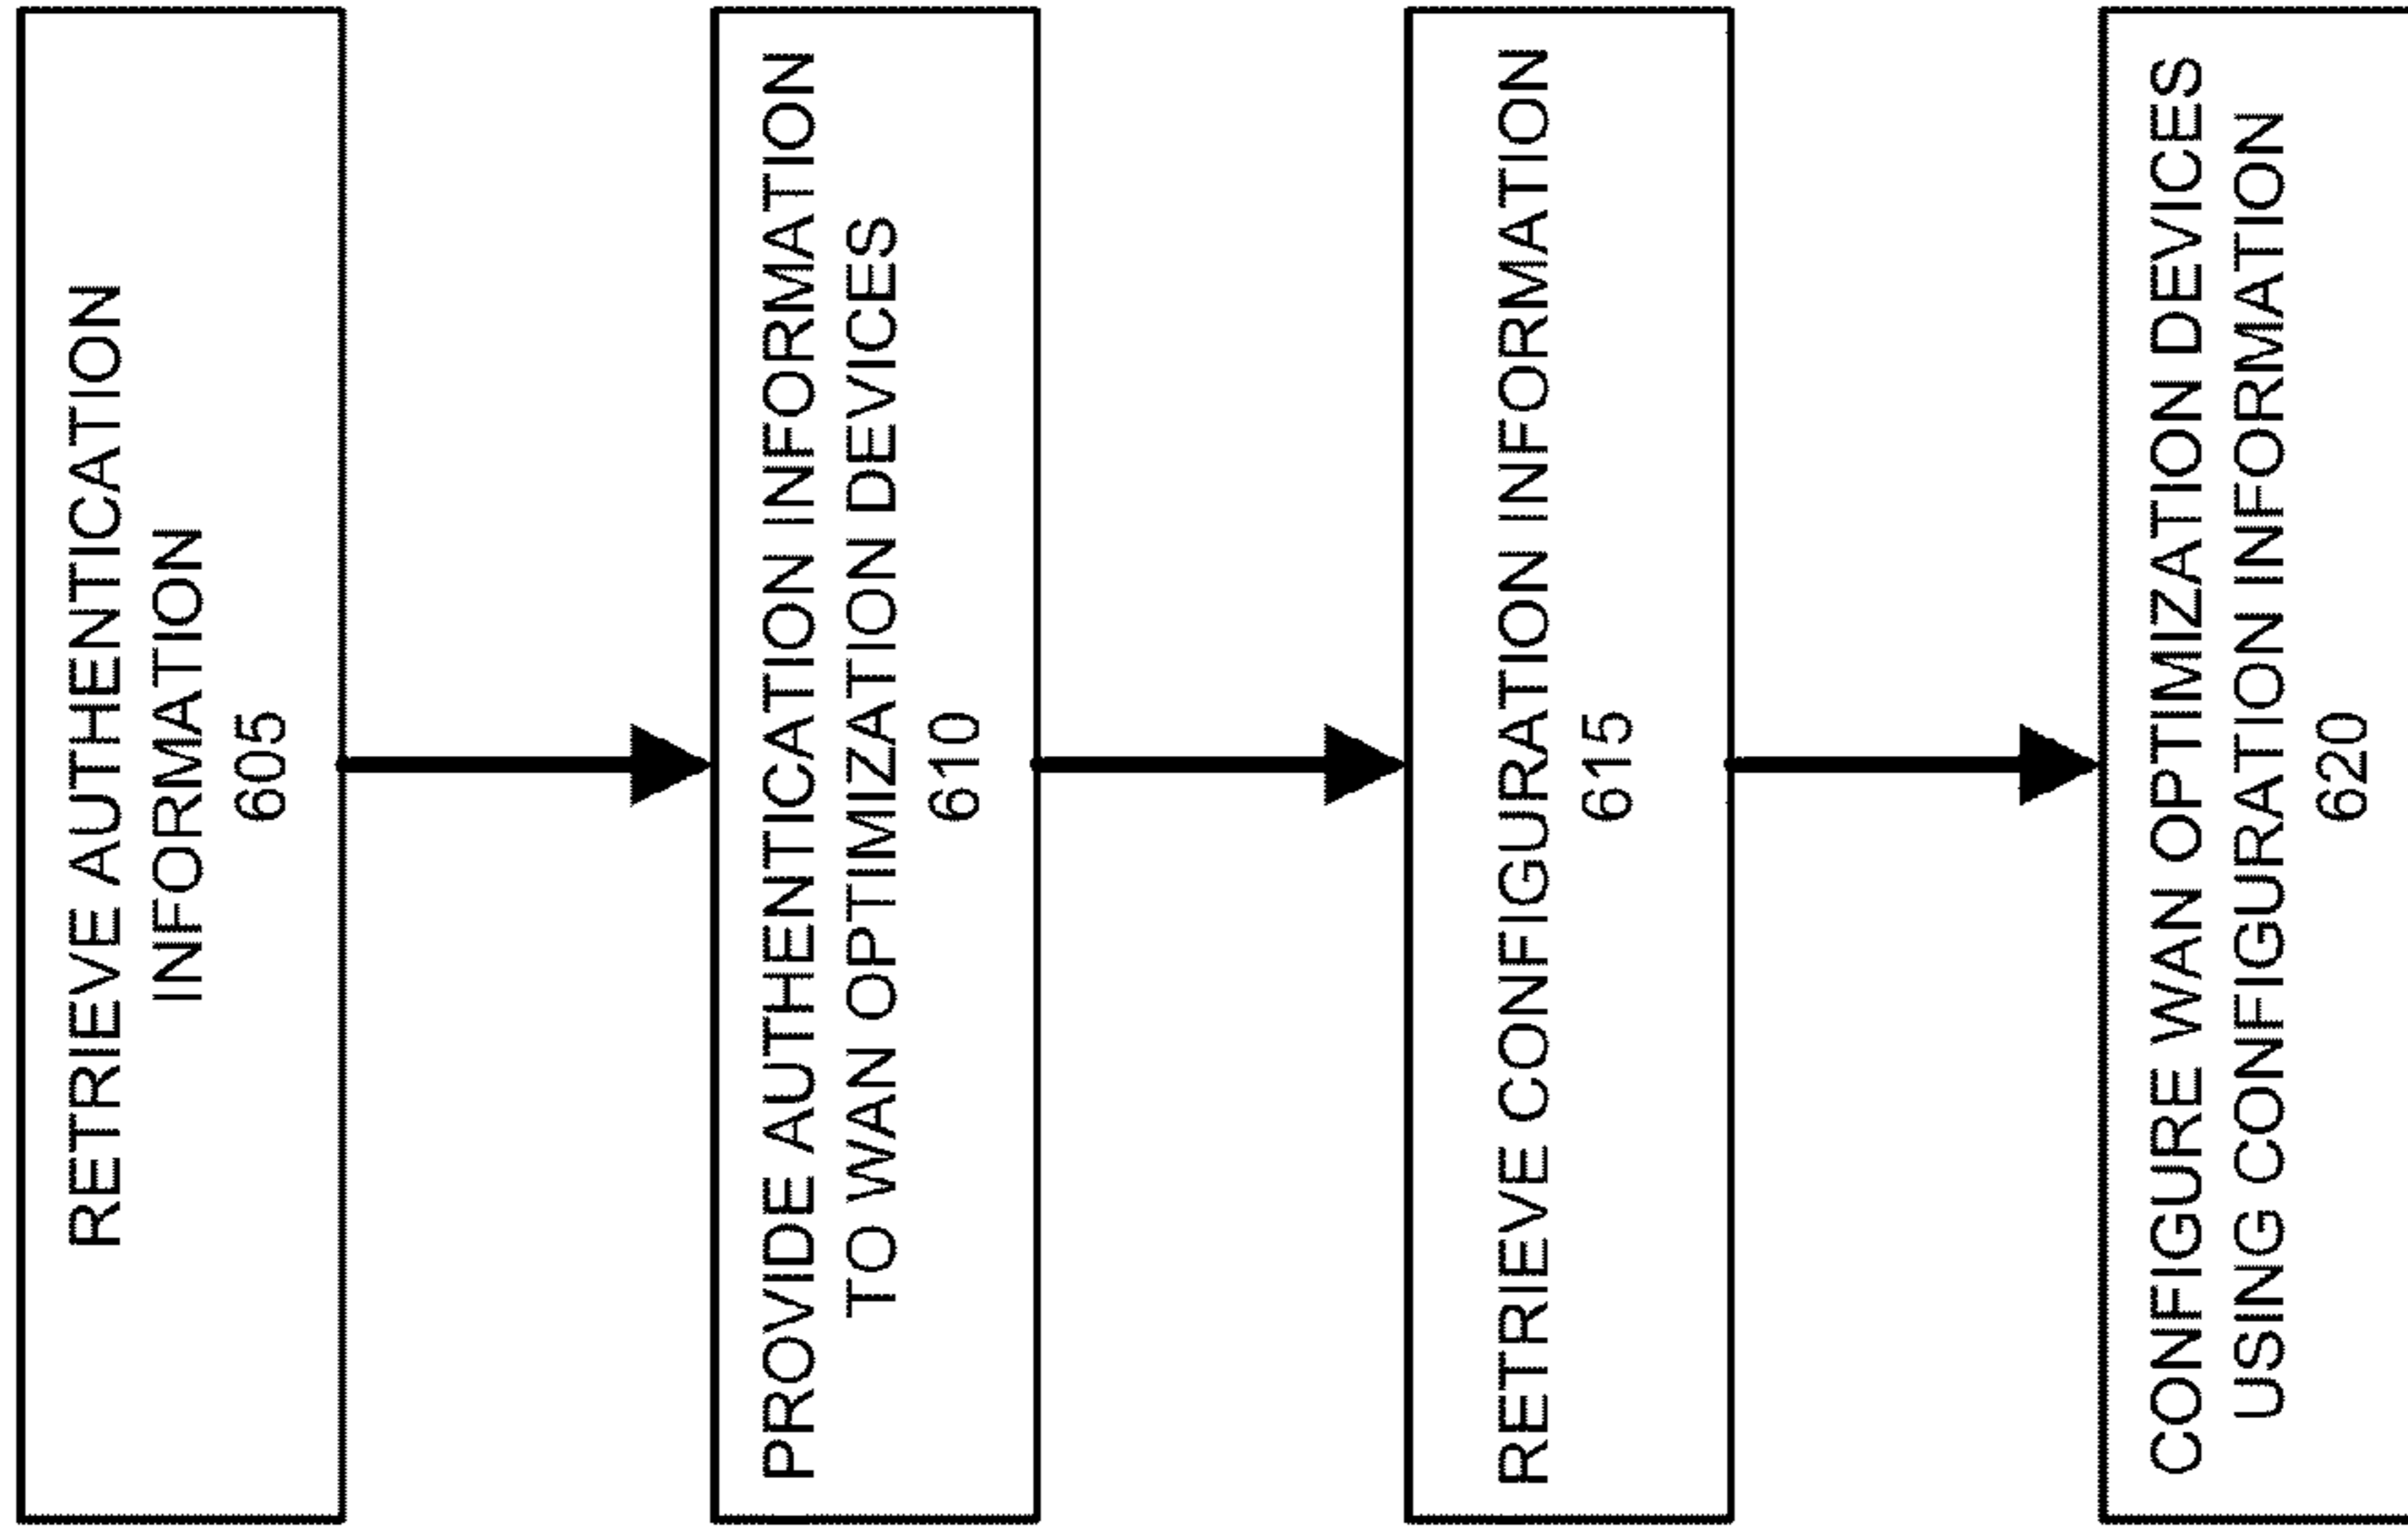 RETRIEVE AUTHENTICATION
INFORMATION
605
PROVIDE AUTHENTICATION INFORMATION
TO WAN OPTIMIZATION DEVICES
610
RETRIEVE CONFIGURATION INFORMATION
615
CONFIGURE WAN OPTIMIZATION DEVICES
USING CONFIGURATION INFORMATION
620